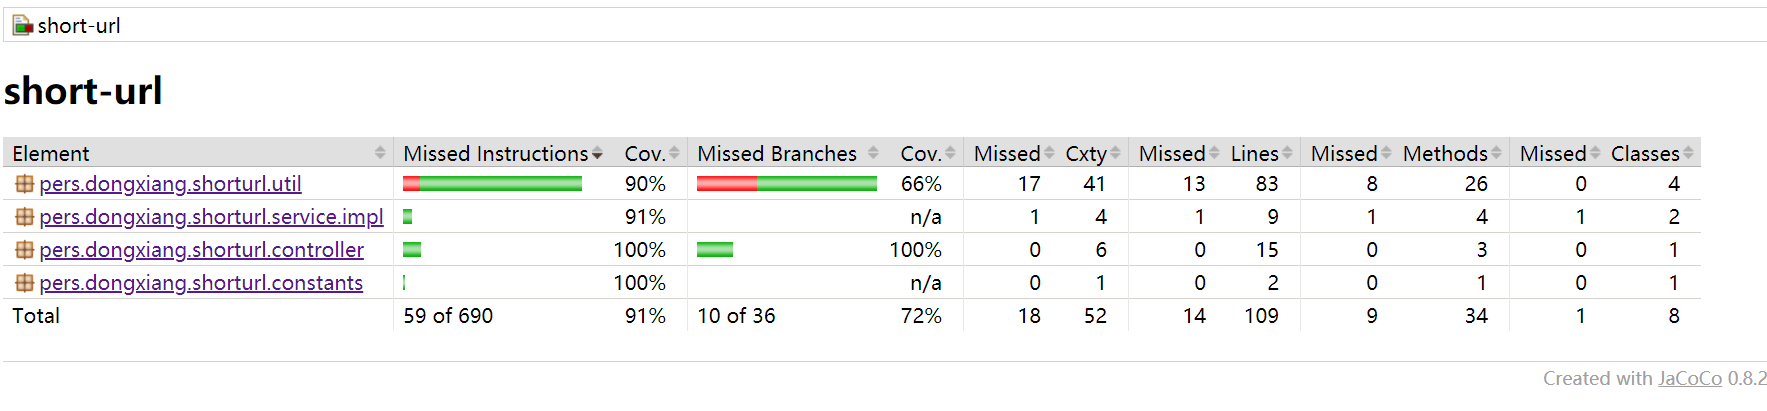 short-url
short-url
Element Missed Instructions Cov. Missed Branches Cov. Missed Cxty Missed Lines Missed Methods Missed Classes
pers.dongxiang.shorturl.util 90% 66% 17 41 13 83 8 26 0 4
pers.dongxiang.shorturl.service.impl 91% n/a 1 4 1 9 1 4 1 2
pers.dongxiang.shorturl.controller 100% 100% 0 6 0 15 0 3 0 1
pers.dongxiang.shorturl.constants 100% n/a 0 1 0 2 0 1 0 1
Total 59 of 690 91% 10 of 36 72% 18 52 14 109 9 34 1 8
Created with JaCoCo 0.8.2